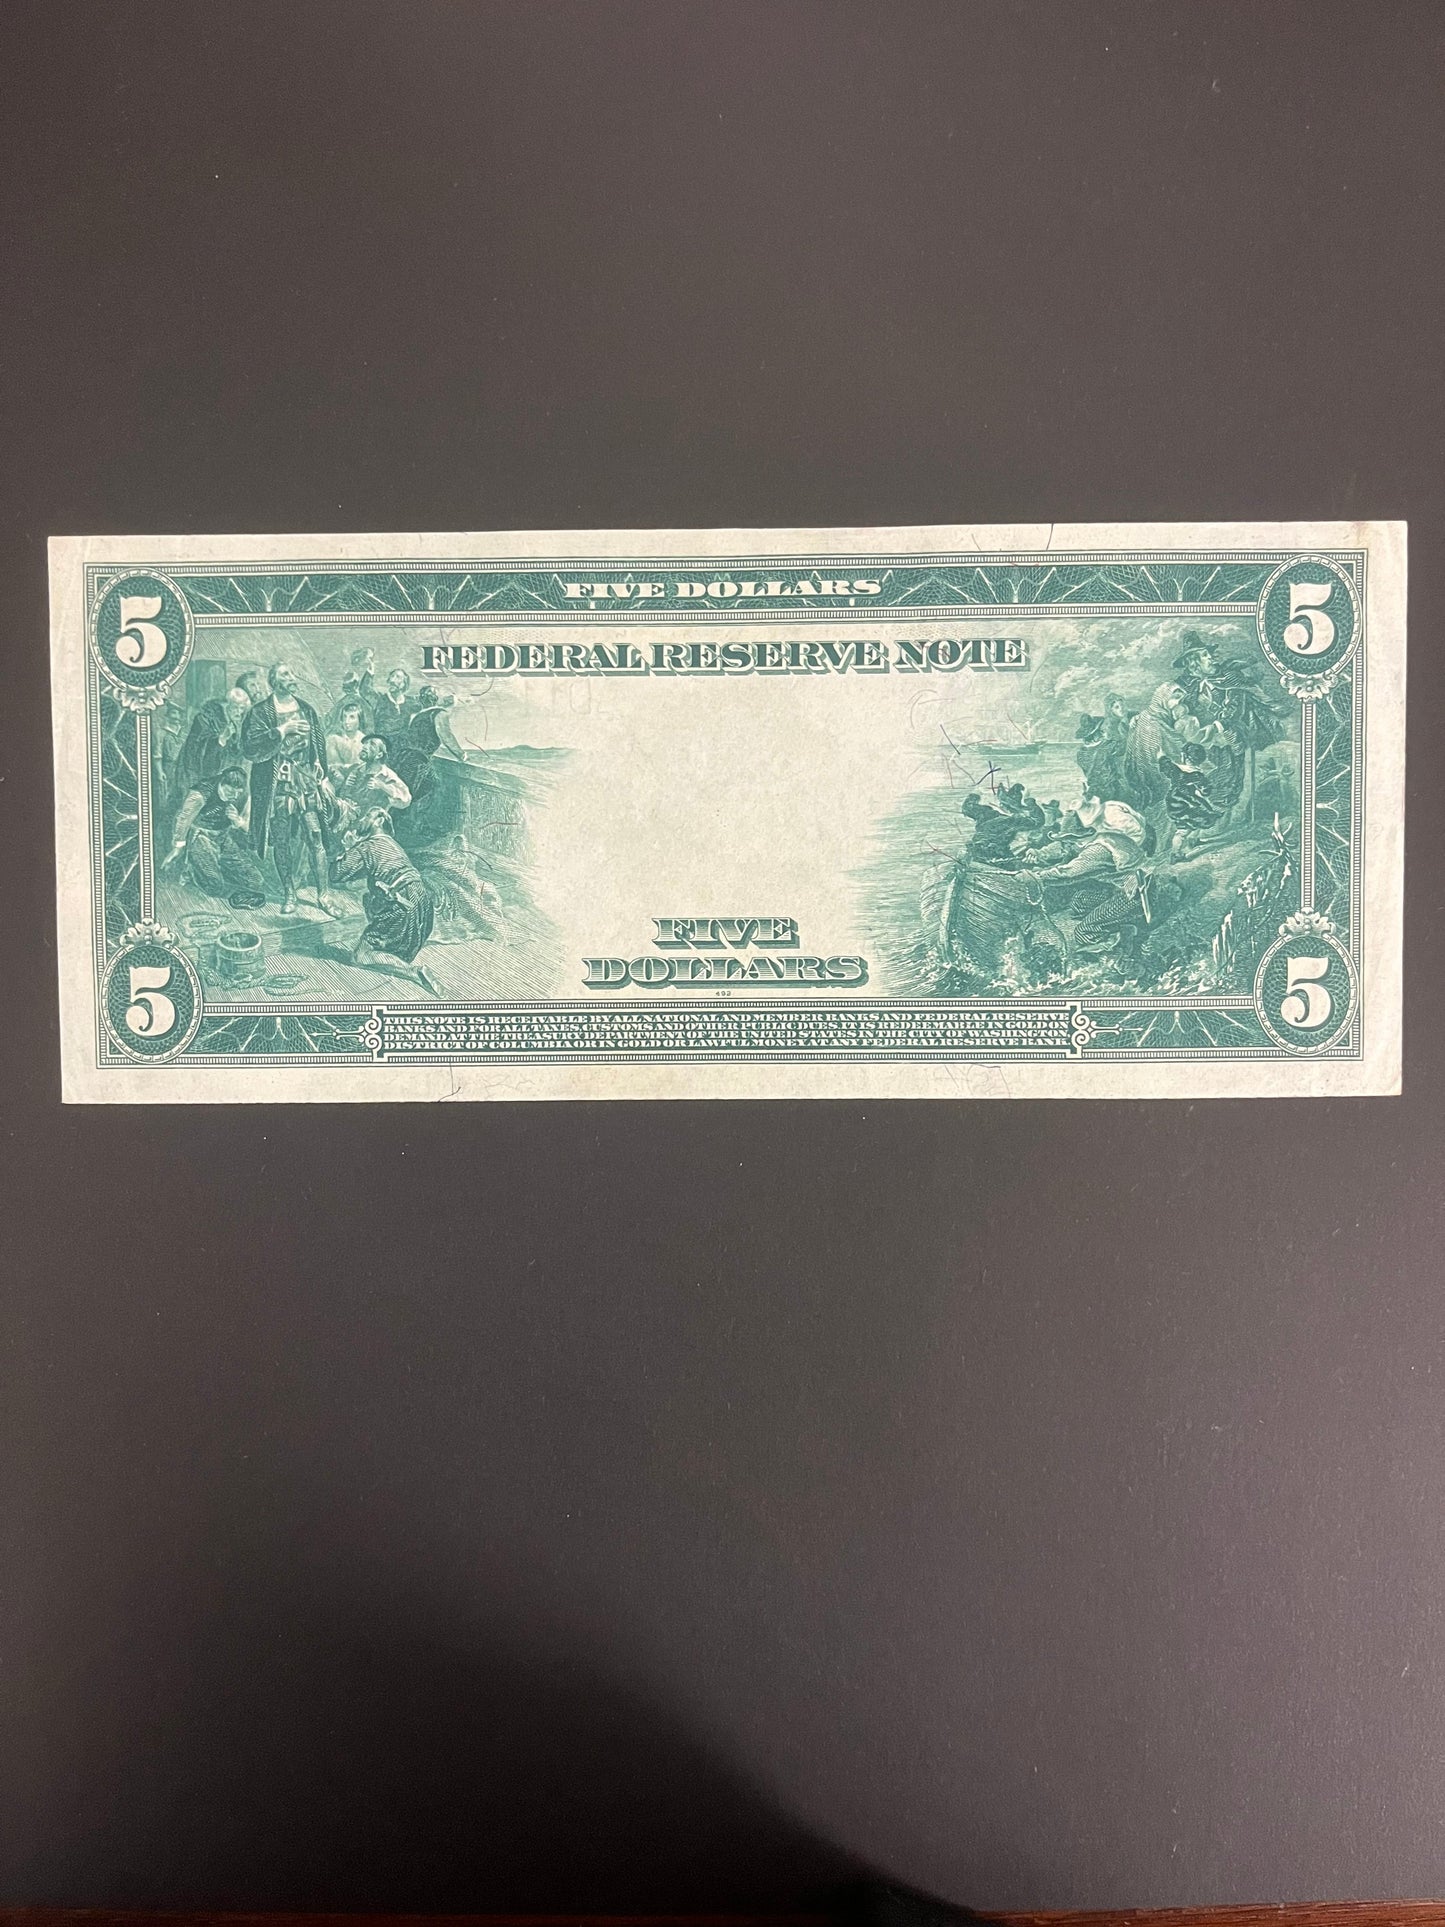 5 FIVE DOLLARS 5
FEDERAL RESERVE NOTE
FIVE
DOLLARS
493
5 5
THIS NOTE IS RECEIVABLE BY ALL NATIONAL AND MEMBER BANKS AND FEDERAL RESERVE
BANKS AND FOR ALL TAXES, CUSTOMS AND OTHER PUBLIC DUES. IT IS REDEEMABLE IN GOLD ON
DEMAND AT THE TREASURY DEPARTMENT OF THE UNITED STATES IN THE CITY OF WASHINGTON,
DISTRICT OF COLUMBIA OR IN GOLD OR LAWFUL MONEY AT ANY FEDERAL RESERVE BANK.